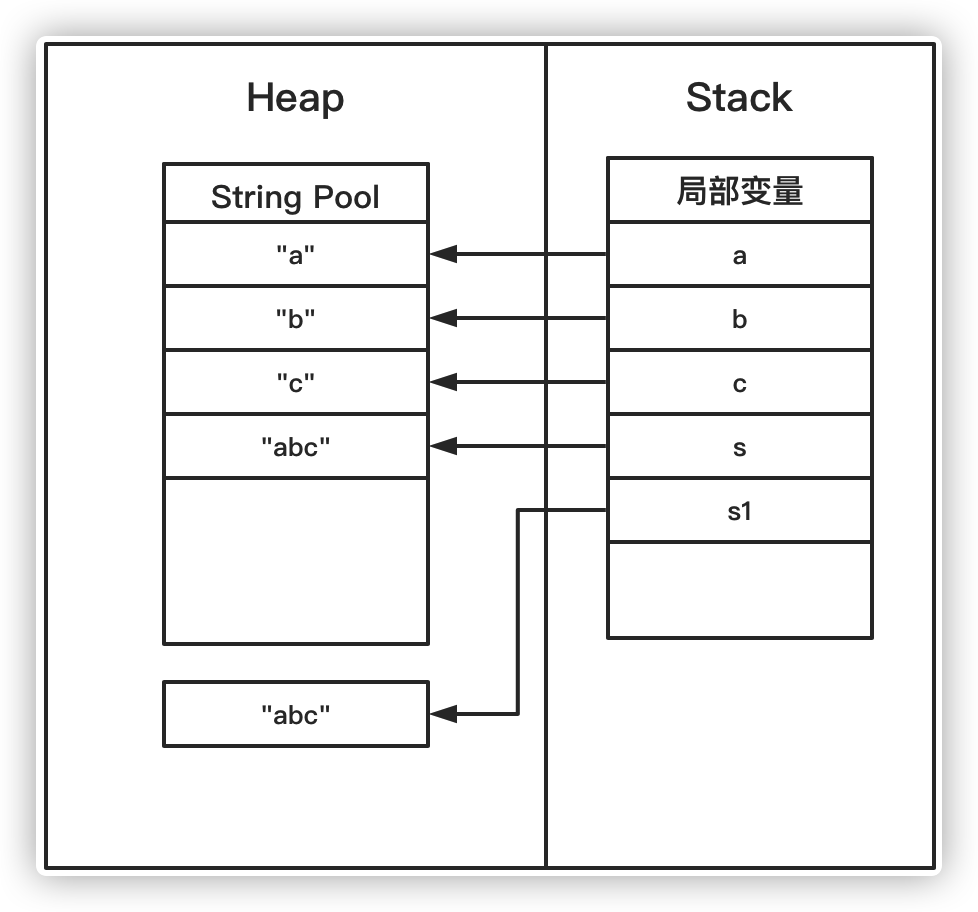 Heap
String Pool
"a"
"b"
"c"
"abc"
"abc"
Stack
局部变量
a
b
c
s
s1